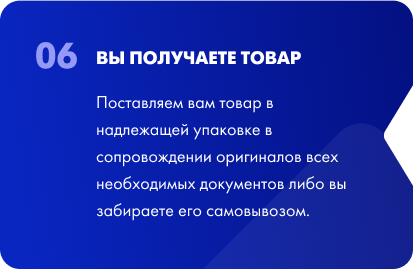 06 ВЫ ПОЛУЧАЕТЕ ТОВАР
Поставляем вам товар в
надлежащей упаковке в
сопровождении оригиналов всех
необходимых документов либо вы
забираете его самовывозом.